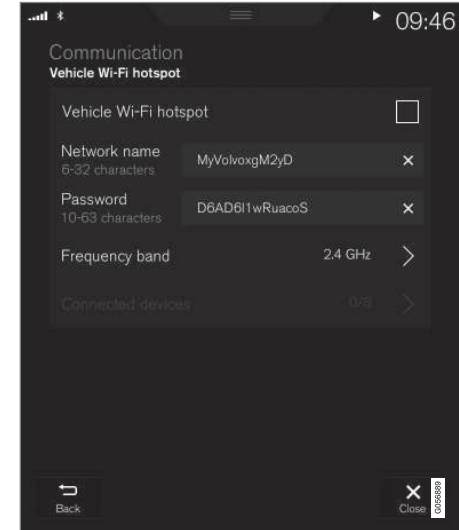 09:46
Communication
Vehicle Wi-Fi hotspot
Vehicle Wi-Fi hotspot
Network name
6-32 characters
MyVolvoxgM2yD
Password
10-63 characters
D6AD6l1wRuacoS
Frequency band
2.4 GHz
Connected devices
0/8
Back
Close
G056889